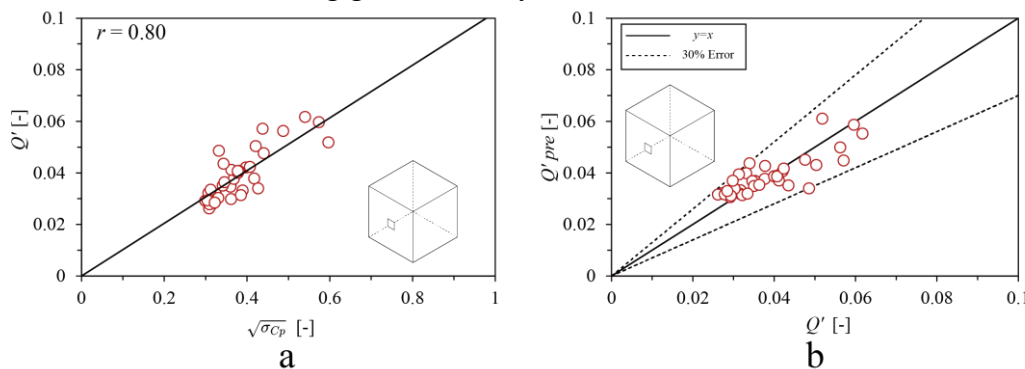 r = 0.80
Q′ [-]
0.1
0.08
0.06
0.04
0.02
0
0 0.2 0.4 0.6 0.8 1
√σCp [-]
a
y=x
30% Error
Q′ pre [-]
0.1
0.08
0.06
0.04
0.02
0
0 0.02 0.04 0.06 0.08 0.1
Q′ [-]
b